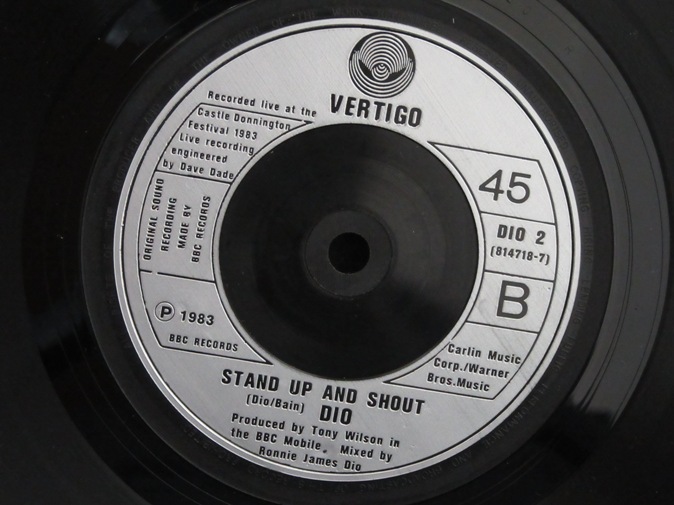 VERTIGO
Recorded live at the
Castle Donnington
Festival 1983
Live recording
engineered
by Dave Dade
ORIGINAL SOUND
RECORDING
MADE BY
BBC RECORDS
P 1983
BBC RECORDS
45
DIO 2
(814718-7)
B
Carlin Music
Corp./Warner
Bros.Music
STAND UP AND SHOUT
(Dio/Bain) DIO
Produced by Tony Wilson in
the BBC Mobile. Mixed by
Ronnie James Dio